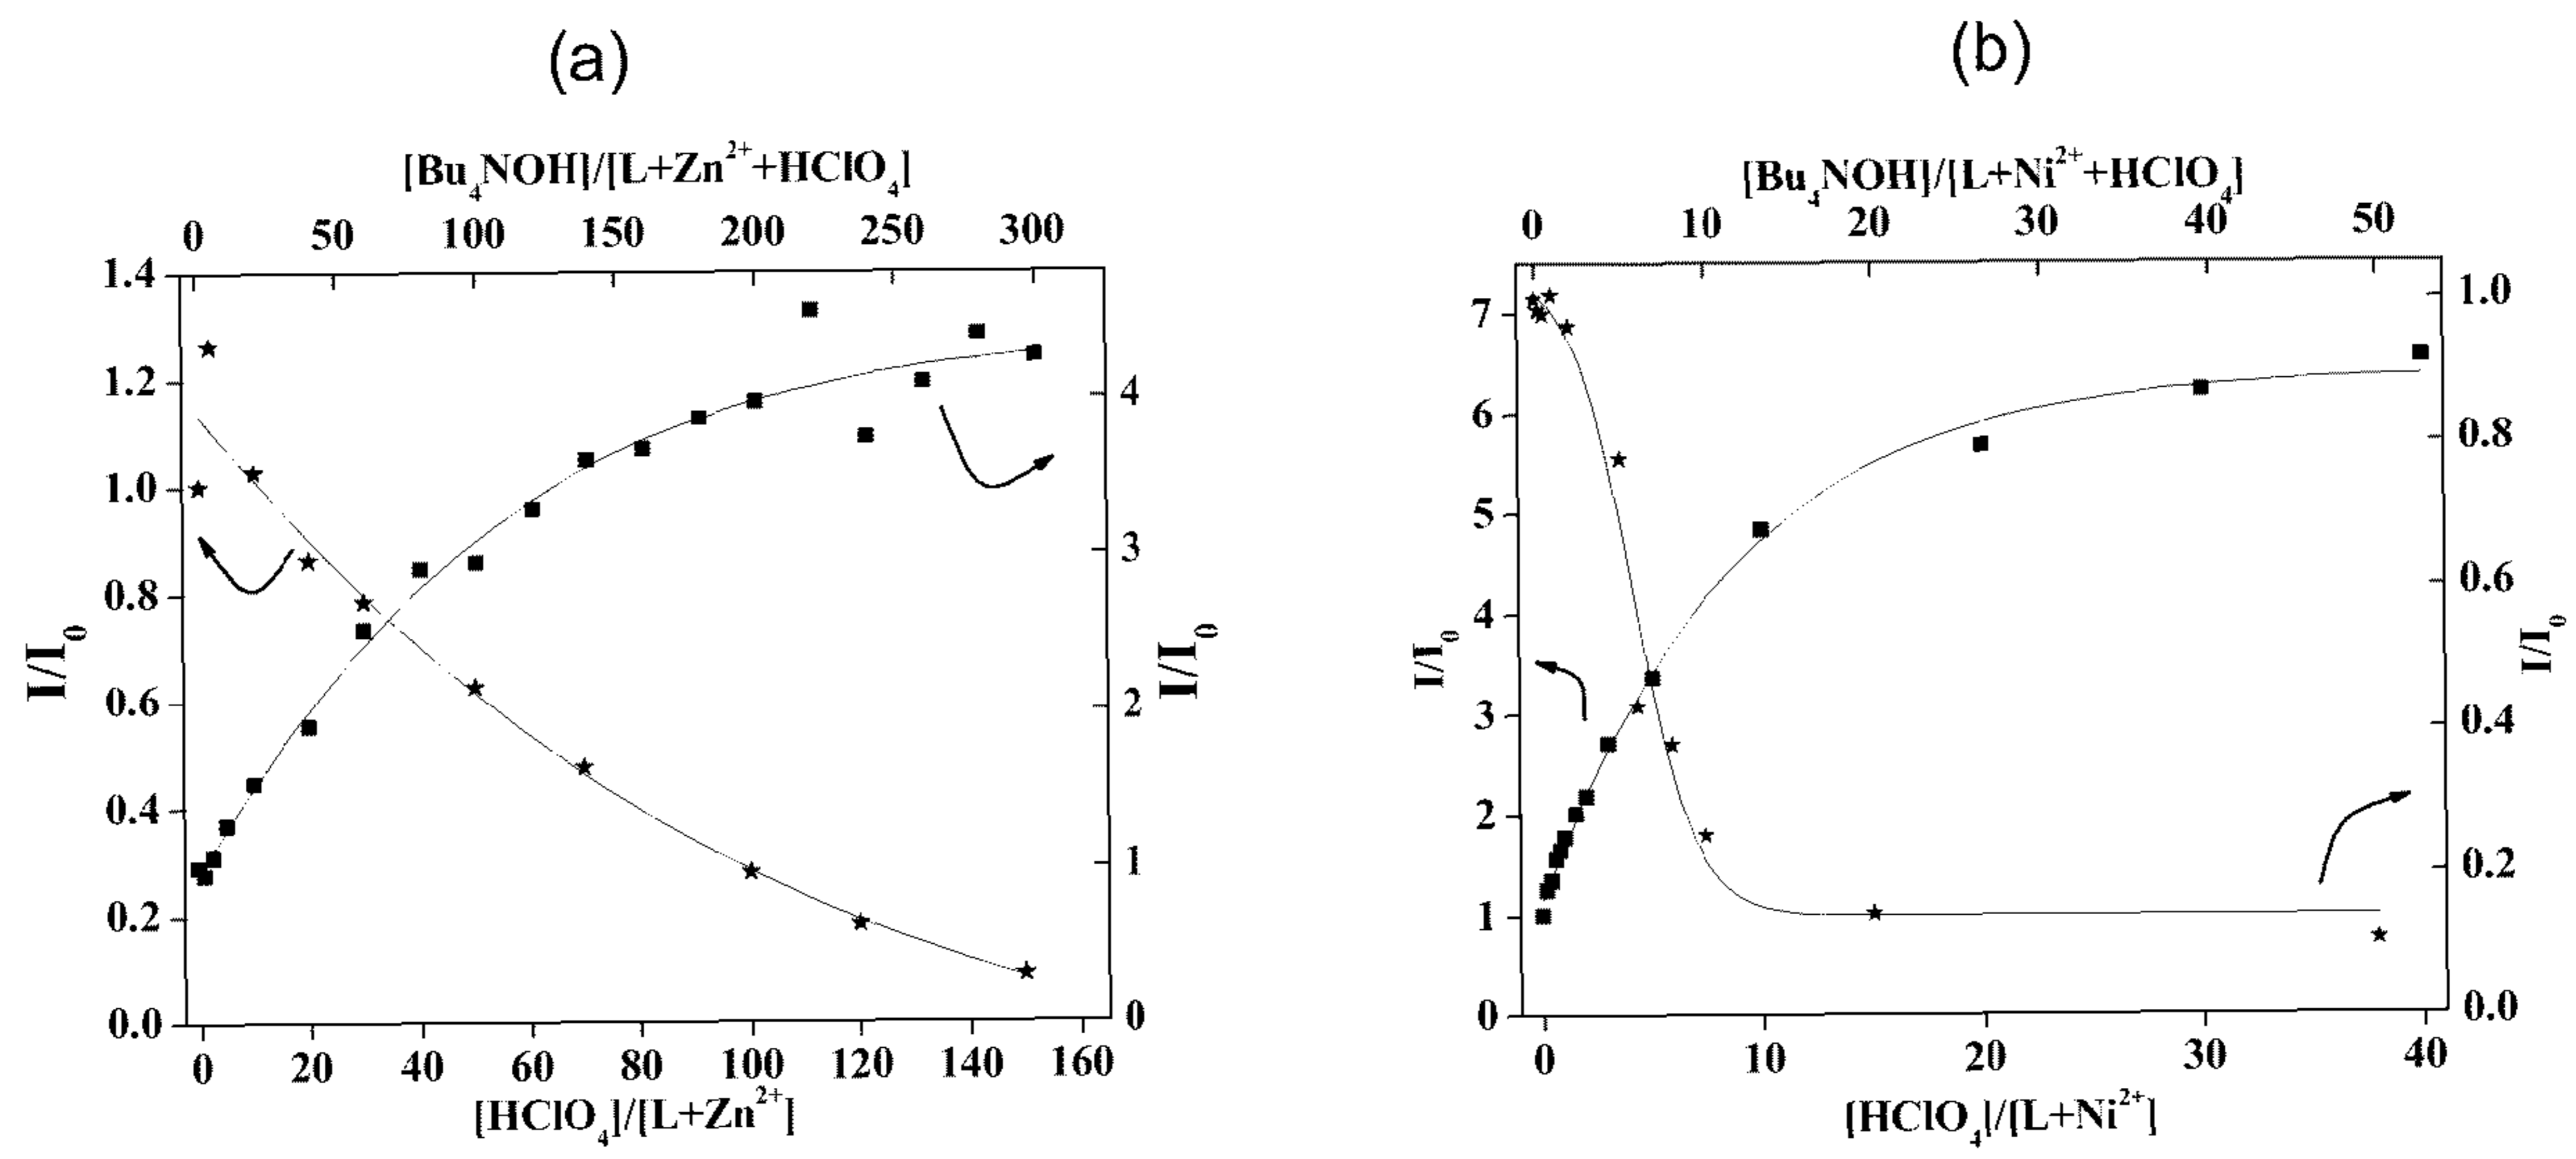 (a)
(b)
[Bu₄NOH]/[L+Zn²⁺+HClO₄]
0 50 100 150 200 250 300
1.4
1.2
1.0
0.8
0.6
0.4
0.2
0.0
I/I₀
4
3
2
1
0
I/I₀
0 20 40 60 80 100 120 140 160
[HClO₄]/[L+Zn²⁺]
[Bu₄NOH]/[L+Ni²⁺+HClO₄]
0 10 20 30 40 50
7
6
5
4
3
2
1
0
I/I₀
1.0
0.8
0.6
0.4
0.2
0.0
I/I₀
0 10 20 30 40
[HClO₄]/[L+Ni²⁺]